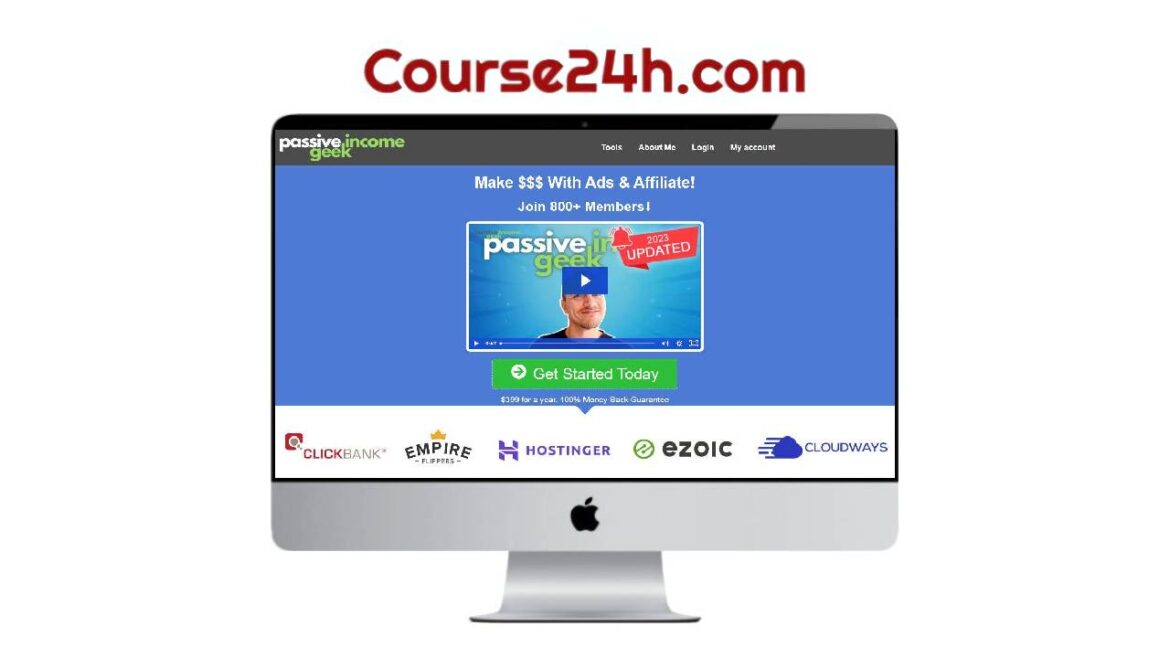 Course24h.com
passive income
geek
Tools About Me Login My account
Make $$$ With Ads & Affiliate!
Join 800+ Members!
passive in
geek
2023
UPDATED
Get Started Today
$399 for a year. 100% Money Back Guarantee
CLICKBANK
EMPIRE
FLIPPERS
HOSTINGER
ezoic
CLOUDWAYS